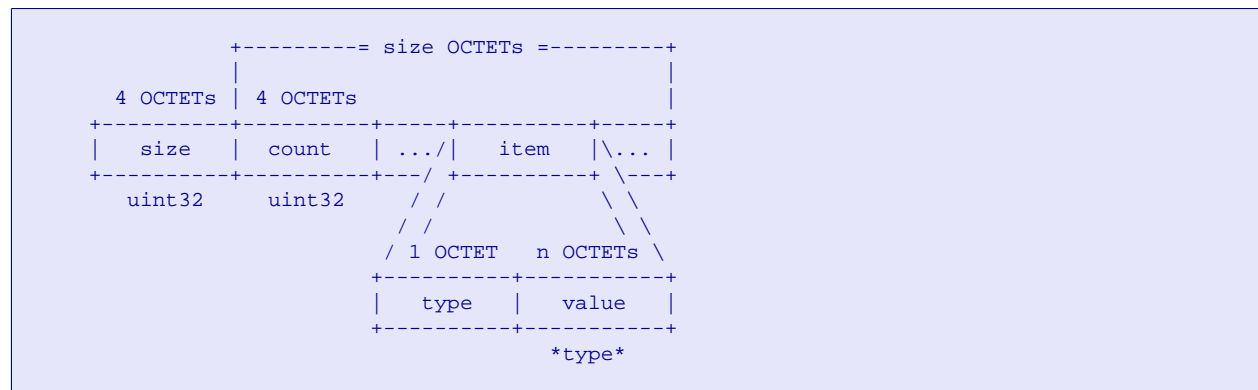 +---------= size OCTETs =---------+
|                                 |
4 OCTETs | 4 OCTETs                        |
+----------+----------+-----+----------+-----+
|   size   |  count   | .../|   item   |\... |
+----------+----------+---/ +----------+ \---+
uint32     uint32     / /              \ \
/ /                \ \
/ 1 OCTET   n OCTETs \
+----------+-----------+
|   type   |   value   |
+----------+-----------+
*type*